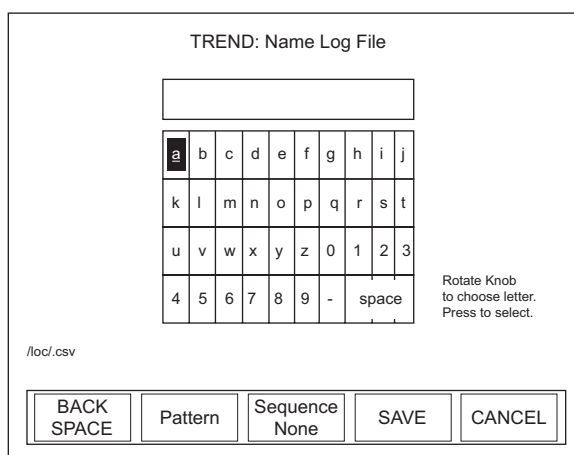 TREND: Name Log File
a b c d e f g h i j
k l m n o p q r s t
u v w x y z 0 1 2 3
4 5 6 7 8 9 - space
Rotate Knob
to choose letter.
Press to select.
/loc/.csv
BACK
SPACE
Pattern
Sequence
None
SAVE
CANCEL